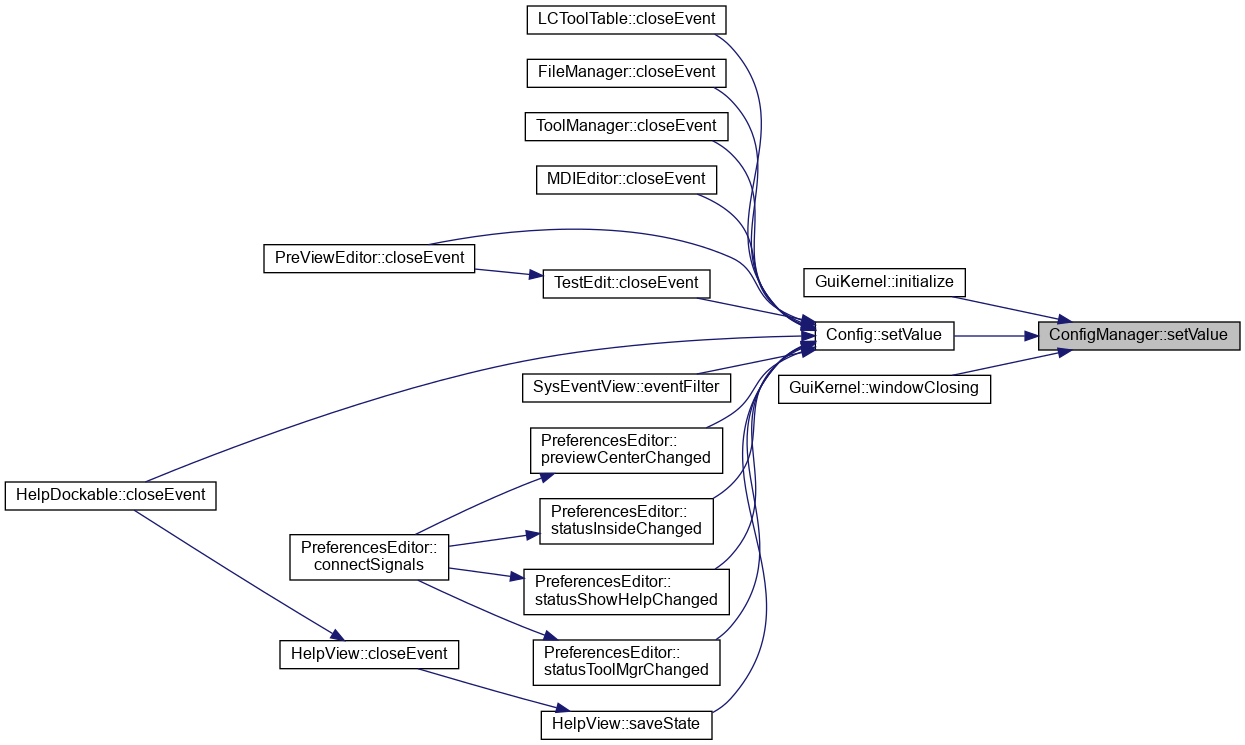 LCToolTable::closeEvent
FileManager::closeEvent
ToolManager::closeEvent
MDIEditor::closeEvent
PreViewEditor::closeEvent
TestEdit::closeEvent
GuiKernel::initialize
Config::setValue
ConfigManager::setValue
SysEventView::eventFilter
GuiKernel::windowClosing
PreferencesEditor::
previewCenterChanged
HelpDockable::closeEvent
PreferencesEditor::
statusInsideChanged
PreferencesEditor::
connectSignals
PreferencesEditor::
statusShowHelpChanged
HelpView::closeEvent
PreferencesEditor::
statusToolMgrChanged
HelpView::saveState